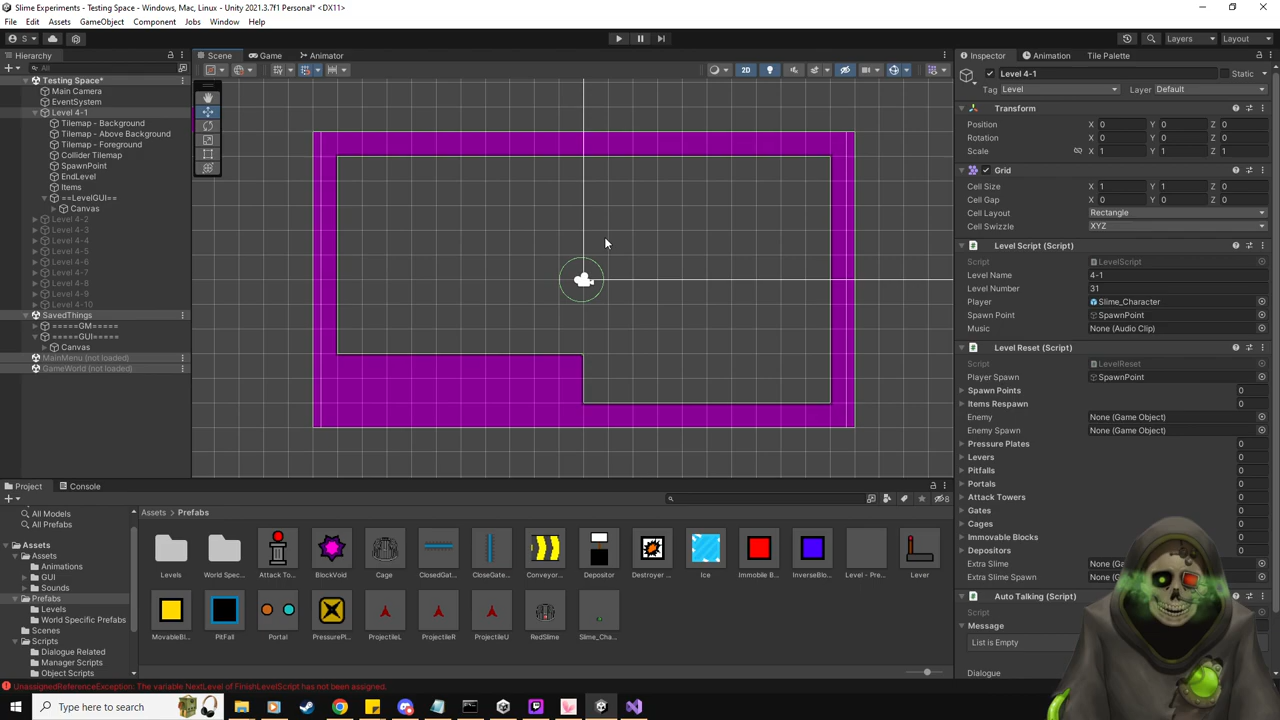 Slime Experiments - Testing Space - Windows, Mac, Linux - Unity 2021.3.7f1 Personal* <DX11>
File Edit Assets GameObject Component Jobs Window Help
S Layers Layout
Hierarchy Scene Game Animator Inspector Animation Tile Palette
All 2D
Testing Space*
Main Camera
EventSystem
Level 4-1
Tilemap - Background
Tilemap - Above Background
Tilemap - Foreground
Collider Tilemap
SpawnPoint
EndLevel
Items
==LevelGUI==
Canvas
Level 4-2
Level 4-3
Level 4-4
Level 4-5
Level 4-6
Level 4-7
Level 4-8
Level 4-9
Level 4-10
SavedThings
=====GM=====
=====GUI=====
Canvas
MainMenu (not loaded)
GameWorld (not loaded)
Level 4-1 Static
Tag Level Layer Default
Transform
Position X 0 Y 0 Z 0
Rotation X 0 Y 0 Z 0
Scale X 1 Y 1 Z 1
Grid
Cell Size X 1 Y 1 Z 0
Cell Gap X 0 Y 0 Z 0
Cell Layout Rectangle
Cell Swizzle XYZ
Level Script (Script)
Script LevelScript
Level Name 4-1
Level Number 31
Player Slime_Character
Spawn Point SpawnPoint
Music None (Audio Clip)
Level Reset (Script)
Script LevelReset
Player Spawn SpawnPoint
Spawn Points 0
Items Respawn 0
Enemy None (Game Object)
Enemy Spawn None (Game Object)
Pressure Plates 0
Levers 0
Pitfalls 0
Portals 0
Attack Towers 0
Gates 0
Cages 0
Immovable Blocks 0
Depositors 0
Extra Slime None (Ga
Extra Slime Spawn None (Ga
Auto Talking (Script)
Script
Message
List is Empty
Dialogue
Project Console
8
All Models
All Prefabs
Assets
Assets
Animations
GUI
Sounds
Prefabs
Levels
World Specific Prefabs
Scenes
Scripts
Dialogue Related
Manager Scripts
Object Scripts
Assets > Prefabs
Levels World Spec... Attack To... BlockVoid Cage ClosedGat... CloseGate... Conveyor... Depositor Destroyer ... Ice Immobile B... InverseBlo... Level - Pre... Lever
MovableBl... PitFall Portal PressurePl... ProjectileL ProjectileR ProjectileU RedSlime Slime_Cha...
UnassignedReferenceException: The variable NextLevel of FinishLevelScript has not been assigned.
Type here to search